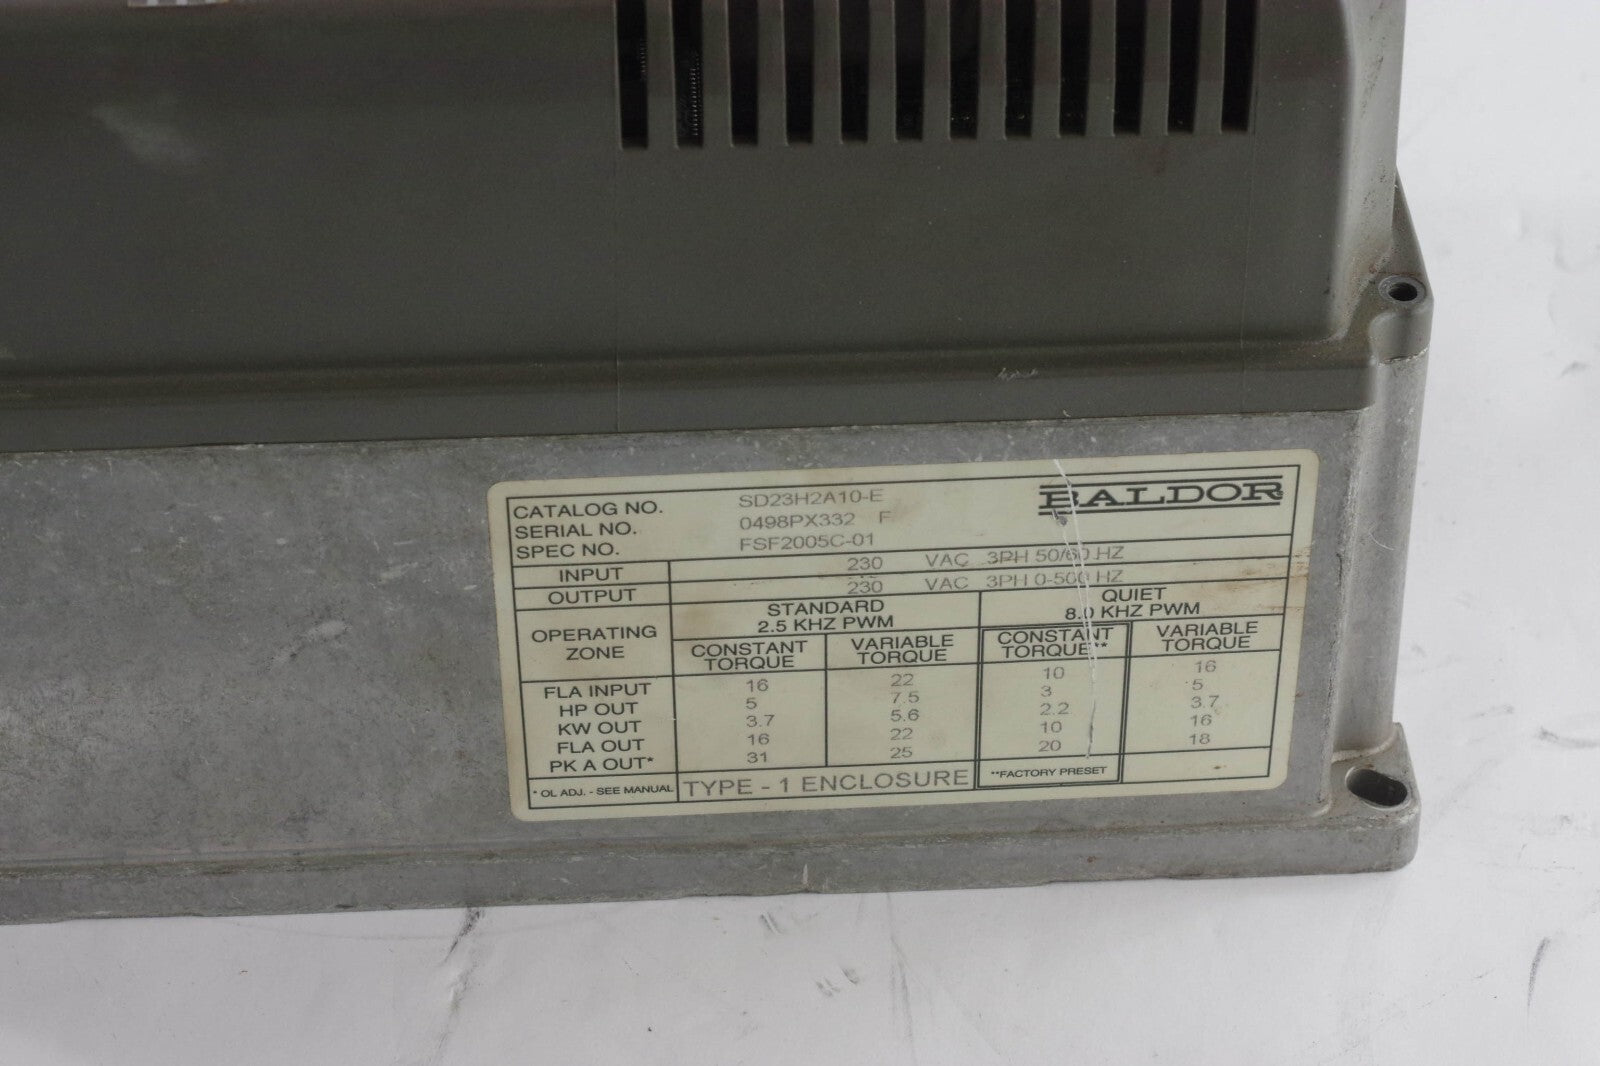 CATALOG NO. SD23H2A10-E BALDOR
SERIAL NO. 0498PX332 F
SPEC NO. FSF2005C-01
INPUT 230 VAC 3PH 50/60 HZ
OUTPUT 230 VAC 3PH 0-500 HZ
OPERATING ZONE
STANDARD QUIET
2.5 KHZ PWM 8.0 KHZ PWM
CONSTANT VARIABLE CONSTANT VARIABLE
TORQUE TORQUE TORQUE** TORQUE
FLA INPUT 16 22 10 16
HP OUT 5 7.5 3 5
KW OUT 3.7 5.6 2.2 3.7
FLA OUT 16 22 10 16
PK A OUT* 31 25 20 18
* OL ADJ. - SEE MANUAL TYPE - 1 ENCLOSURE **FACTORY PRESET